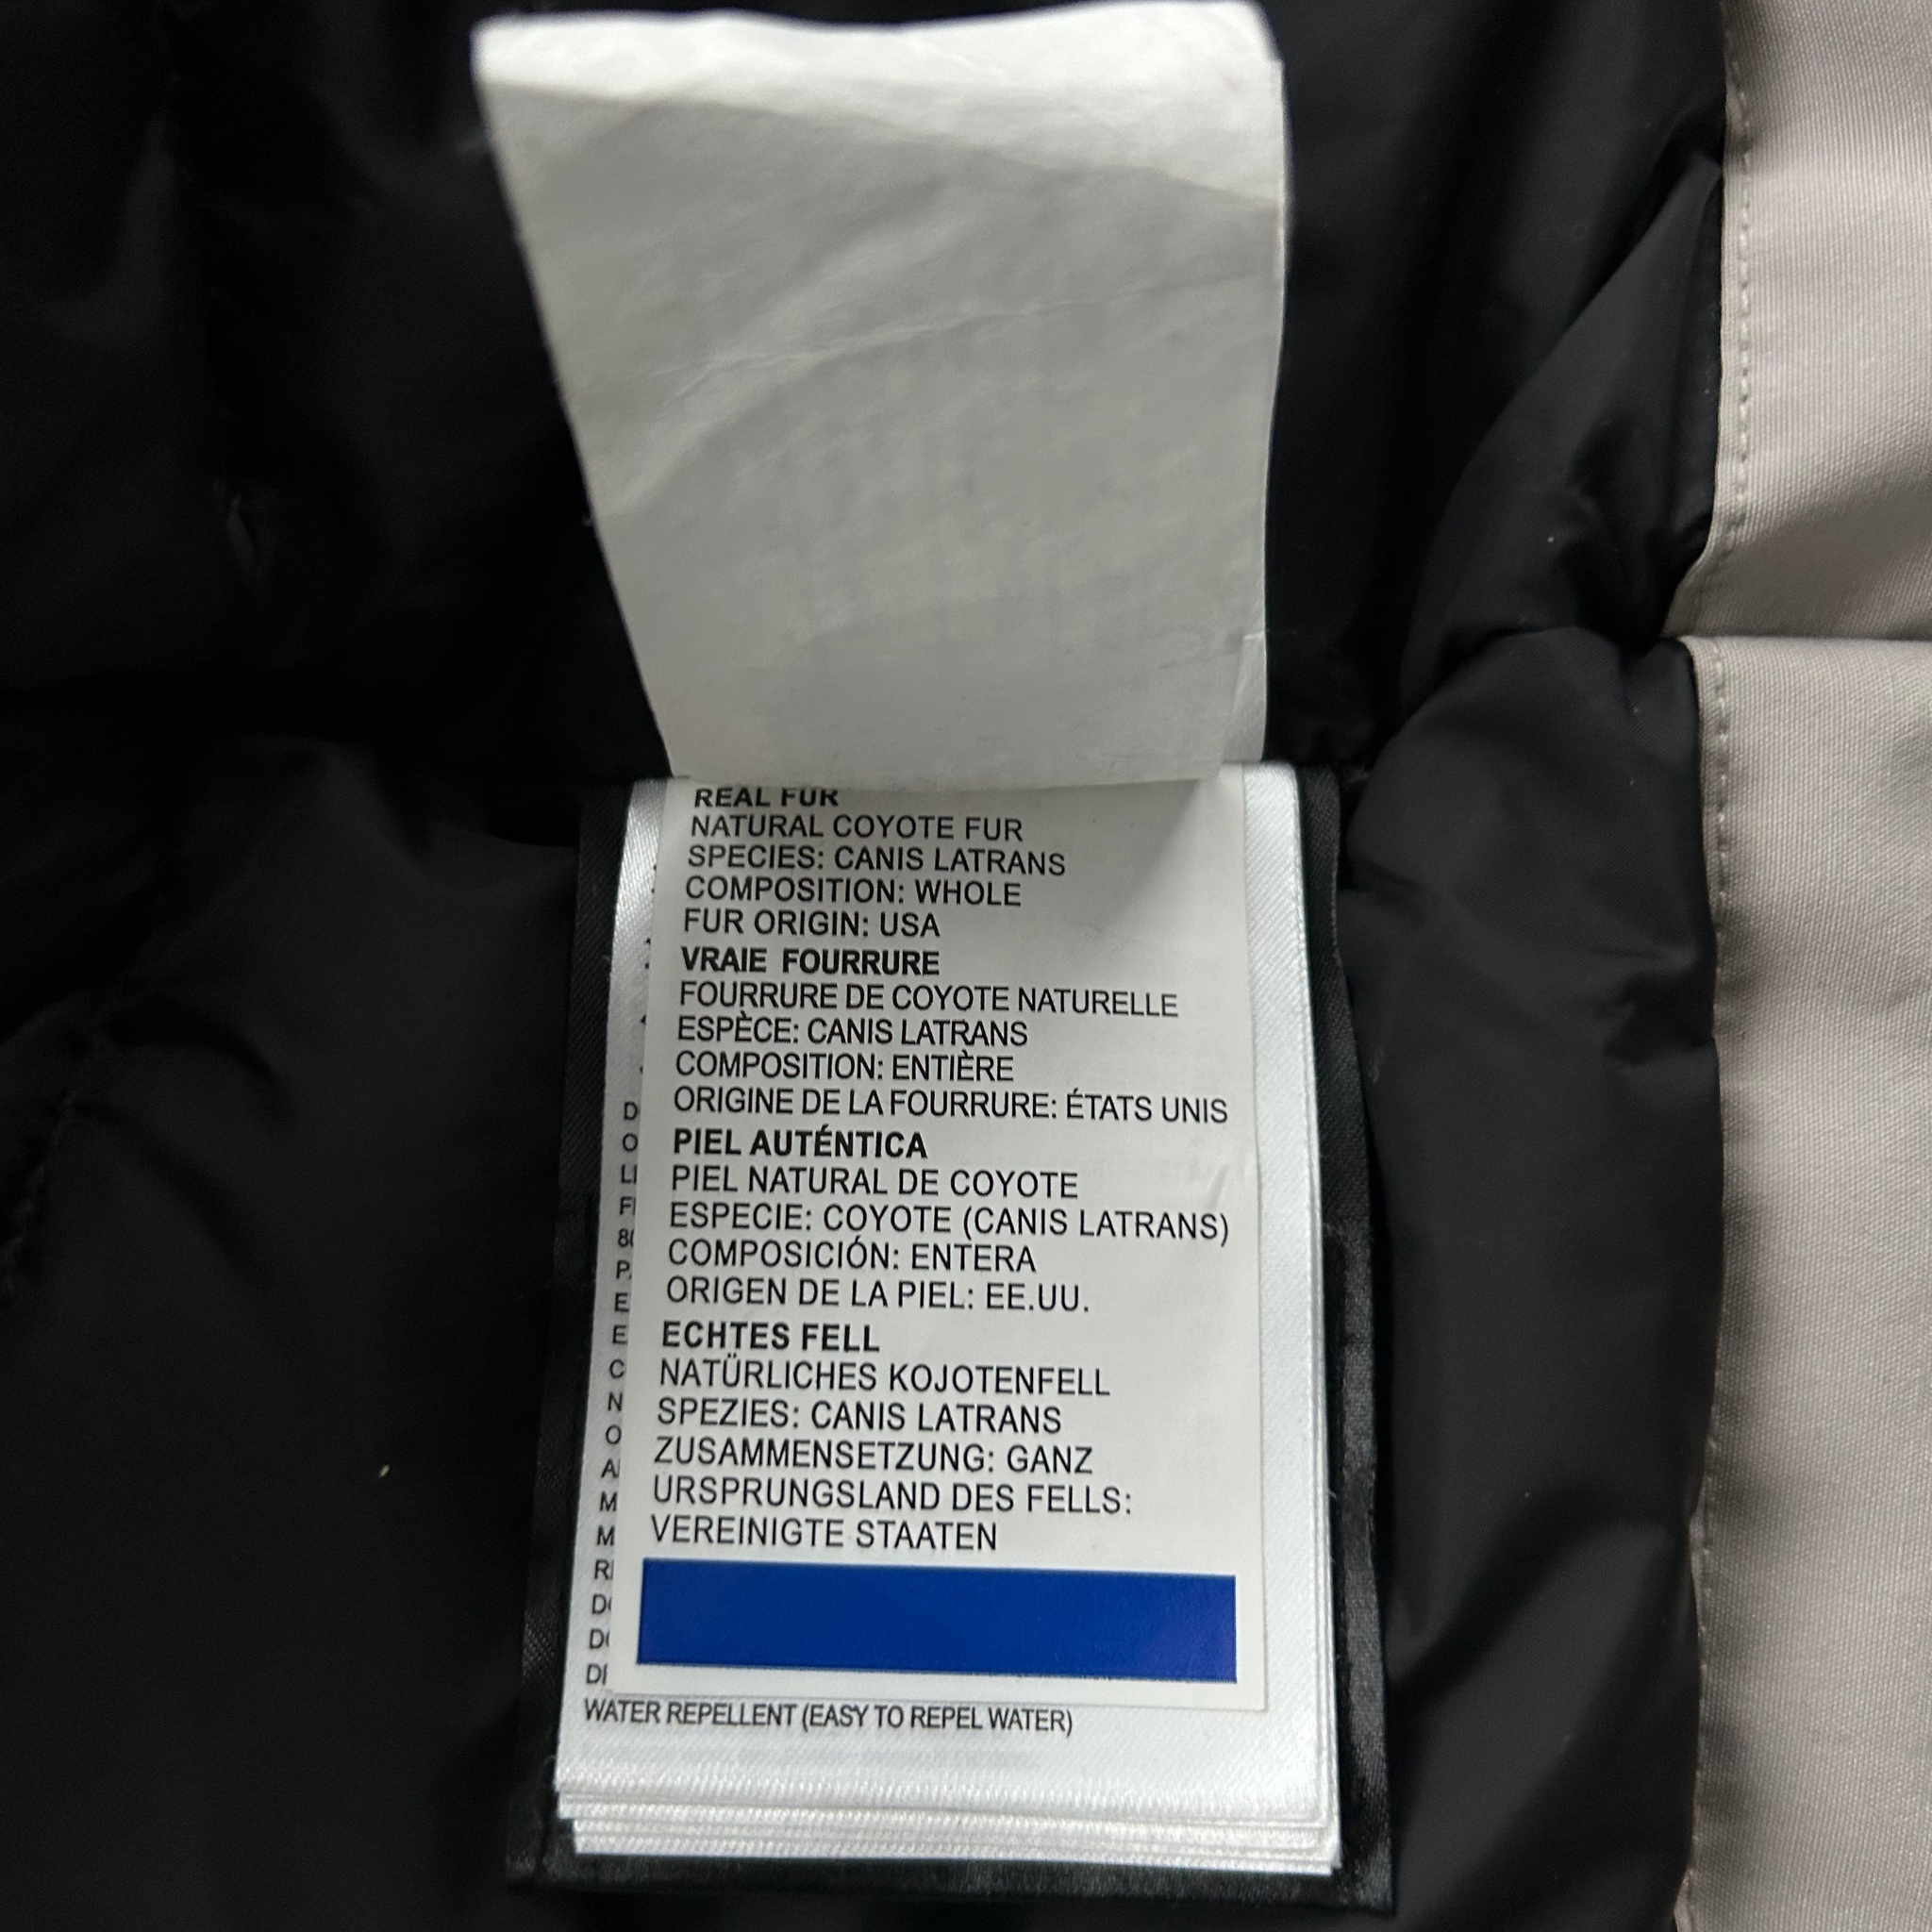 REAL FUR
NATURAL COYOTE FUR
SPECIES: CANIS LATRANS
COMPOSITION: WHOLE
FUR ORIGIN: USA
VRAIE FOURRURE
FOURRURE DE COYOTE NATURELLE
ESPÈCE: CANIS LATRANS
COMPOSITION: ENTIÈRE
ORIGINE DE LA FOURRURE: ÉTATS UNIS
PIEL AUTÉNTICA
PIEL NATURAL DE COYOTE
ESPECIE: COYOTE (CANIS LATRANS)
COMPOSICIÓN: ENTERA
ORIGEN DE LA PIEL: EE.UU.
ECHTES FELL
NATÜRLICHES KOJOTENFELL
SPEZIES: CANIS LATRANS
ZUSAMMENSETZUNG: GANZ
URSPRUNGSLAND DES FELLS:
VEREINIGTE STAATEN
WATER REPELLENT (EASY TO REPEL WATER)